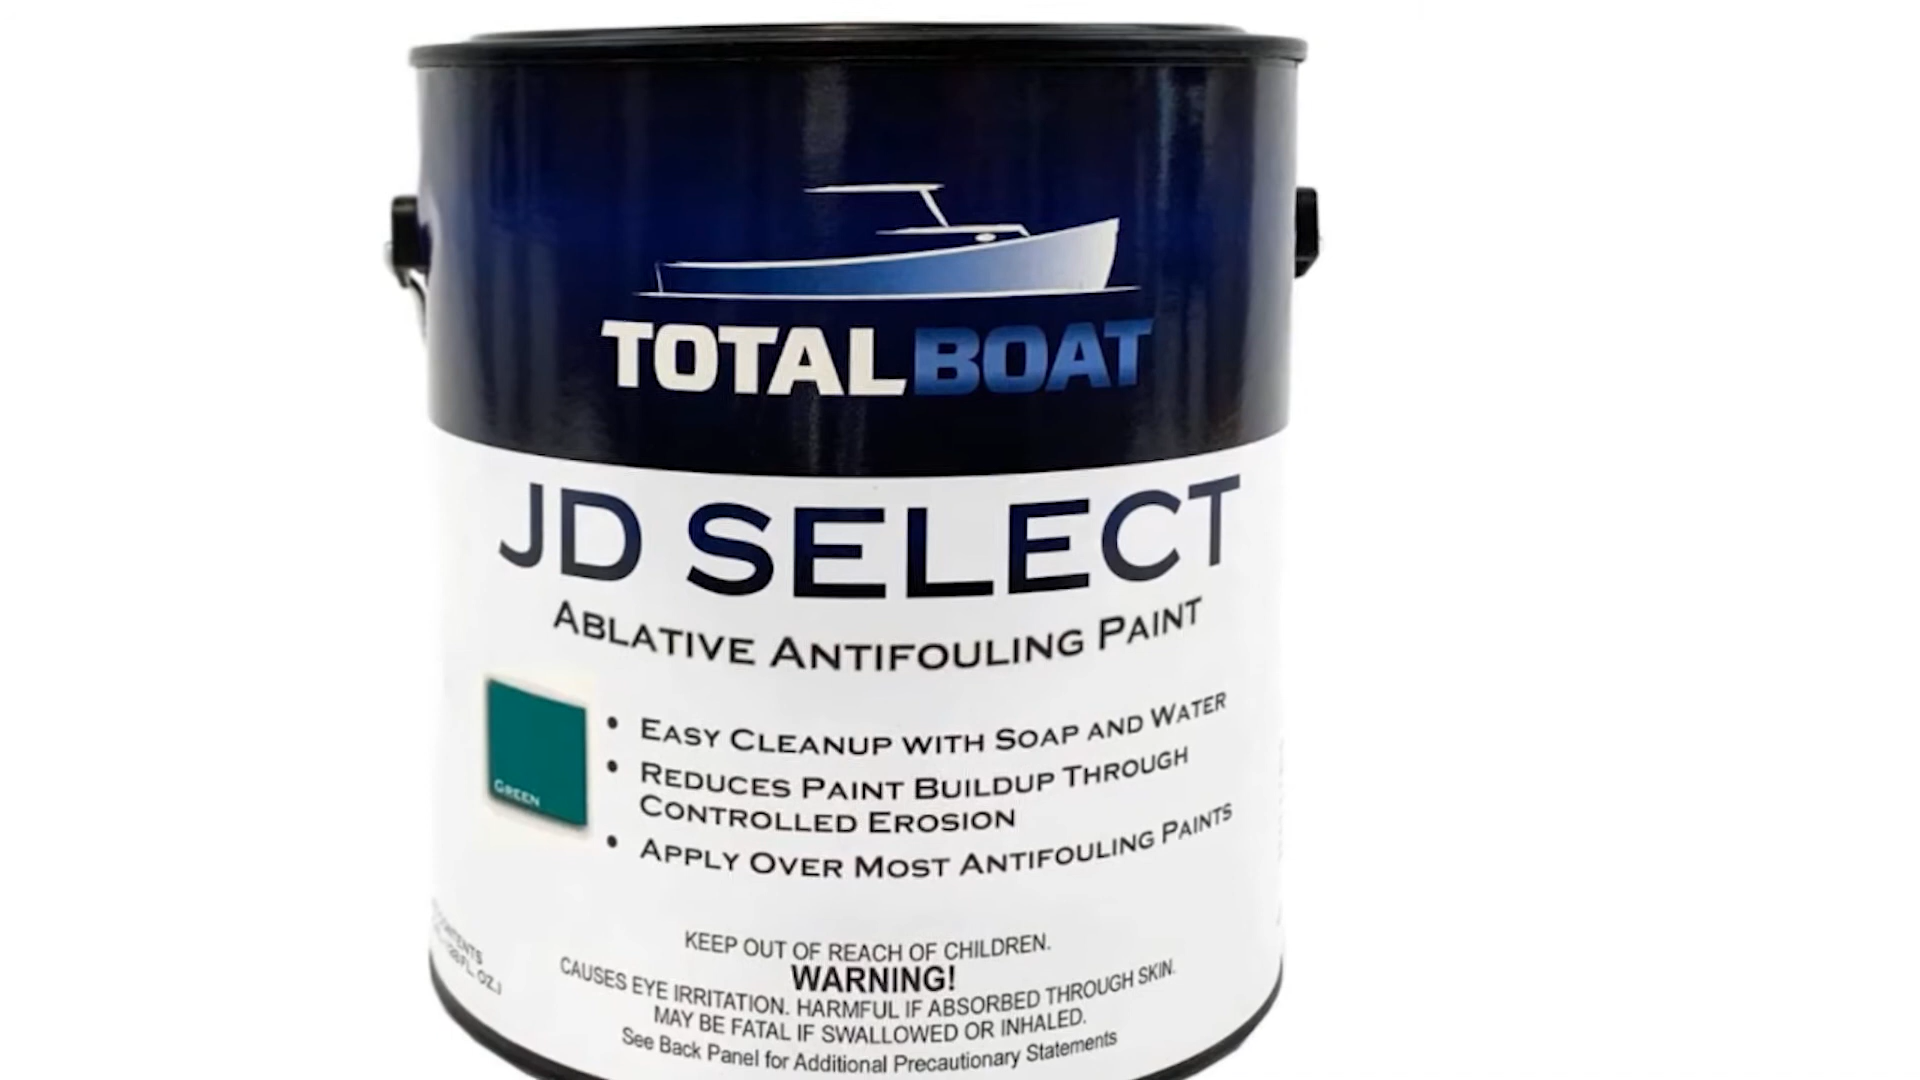 TOTALBOAT
JD SELECT
ABLATIVE ANTIFOULING PAINT
GREEN
• EASY CLEANUP WITH SOAP AND WATER
• REDUCES PAINT BUILDUP THROUGH
CONTROLLED EROSION
• APPLY OVER MOST ANTIFOULING PAINTS
FL. OZ.)
KEEP OUT OF REACH OF CHILDREN.
WARNING!
CAUSES EYE IRRITATION. HARMFUL IF ABSORBED THROUGH SKIN.
MAY BE FATAL IF SWALLOWED OR INHALED.
See Back Panel for Additional Precautionary Statements